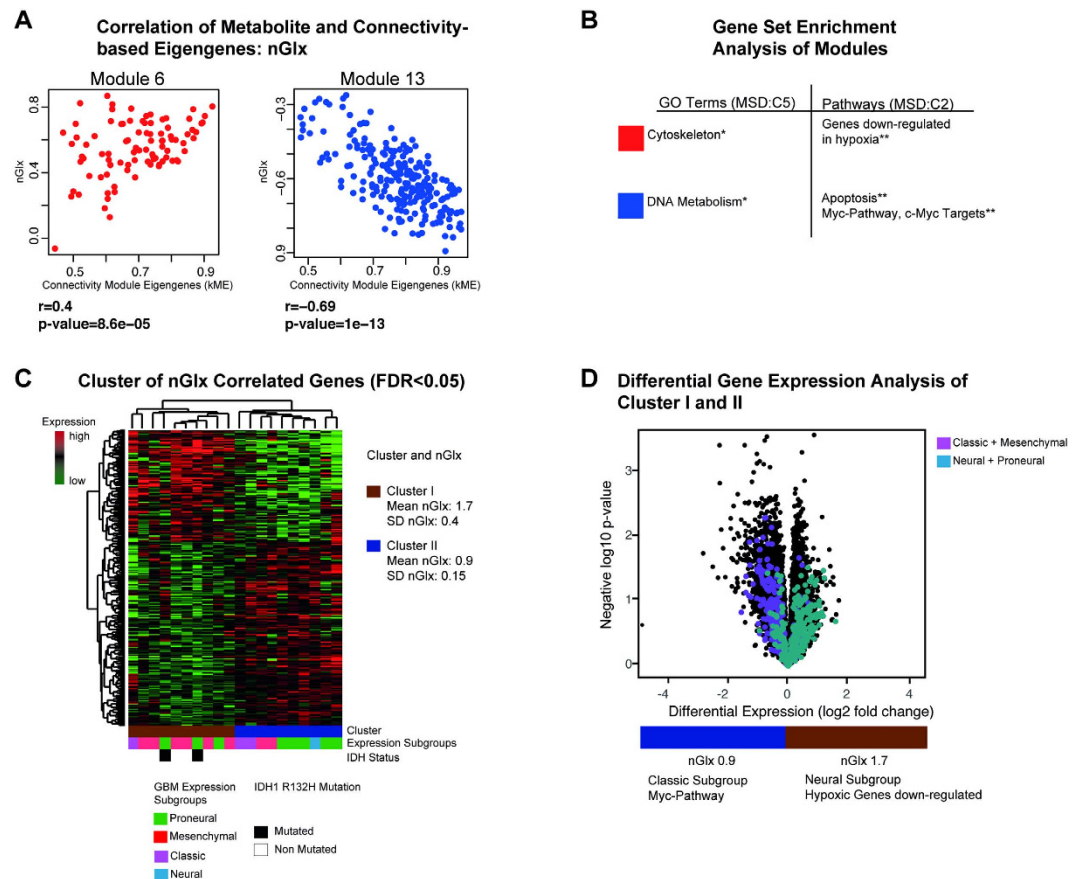 A
Correlation of Metabolite and Connectivity-
based Eigengenes: nGlx
Module 6
Module 13
nGlx
0.8
0.4
0.0
0.5
0.6
0.7
0.8
0.9
Connectivity Module Eigengenes (kME)
r=0.4
p-value=8.6e−05
nGlx
-0.3
-0.6
0.9
0.5
0.6
0.7
0.8
0.9
Connectivity Module Eigengenes (kME)
r=−0.69
p-value=1e−13
B
Gene Set Enrichment
Analysis of Modules
GO Terms (MSD:C5)
Pathways (MSD:C2)
Cytoskeleton*
Genes down-regulated
in hypoxia**
DNA Metabolism*
Apoptosis**
Myc-Pathway, c-Myc Targets**
C
Cluster of nGlx Correlated Genes (FDR<0.05)
Expression
high
low
Cluster and nGlx
Cluster I
Mean nGlx: 1.7
SD nGlx: 0.4
Cluster II
Mean nGlx: 0.9
SD nGlx: 0.15
Cluster
Expression Subgroups
IDH Status
GBM Expression
Subgroups
Proneural
Mesenchymal
Classic
Neural
IDH1 R132H Mutation
Mutated
Non Mutated
D
Differential Gene Expression Analysis of
Cluster I and II
Classic + Mesenchymal
Neural + Proneural
Negative log10 p-value
3
2
1
0
-4
-2
0
2
4
Differential Expression (log2 fold change)
nGlx 0.9
nGlx 1.7
Classic Subgroup
Myc-Pathway
Neural Subgroup
Hypoxic Genes down-regulated